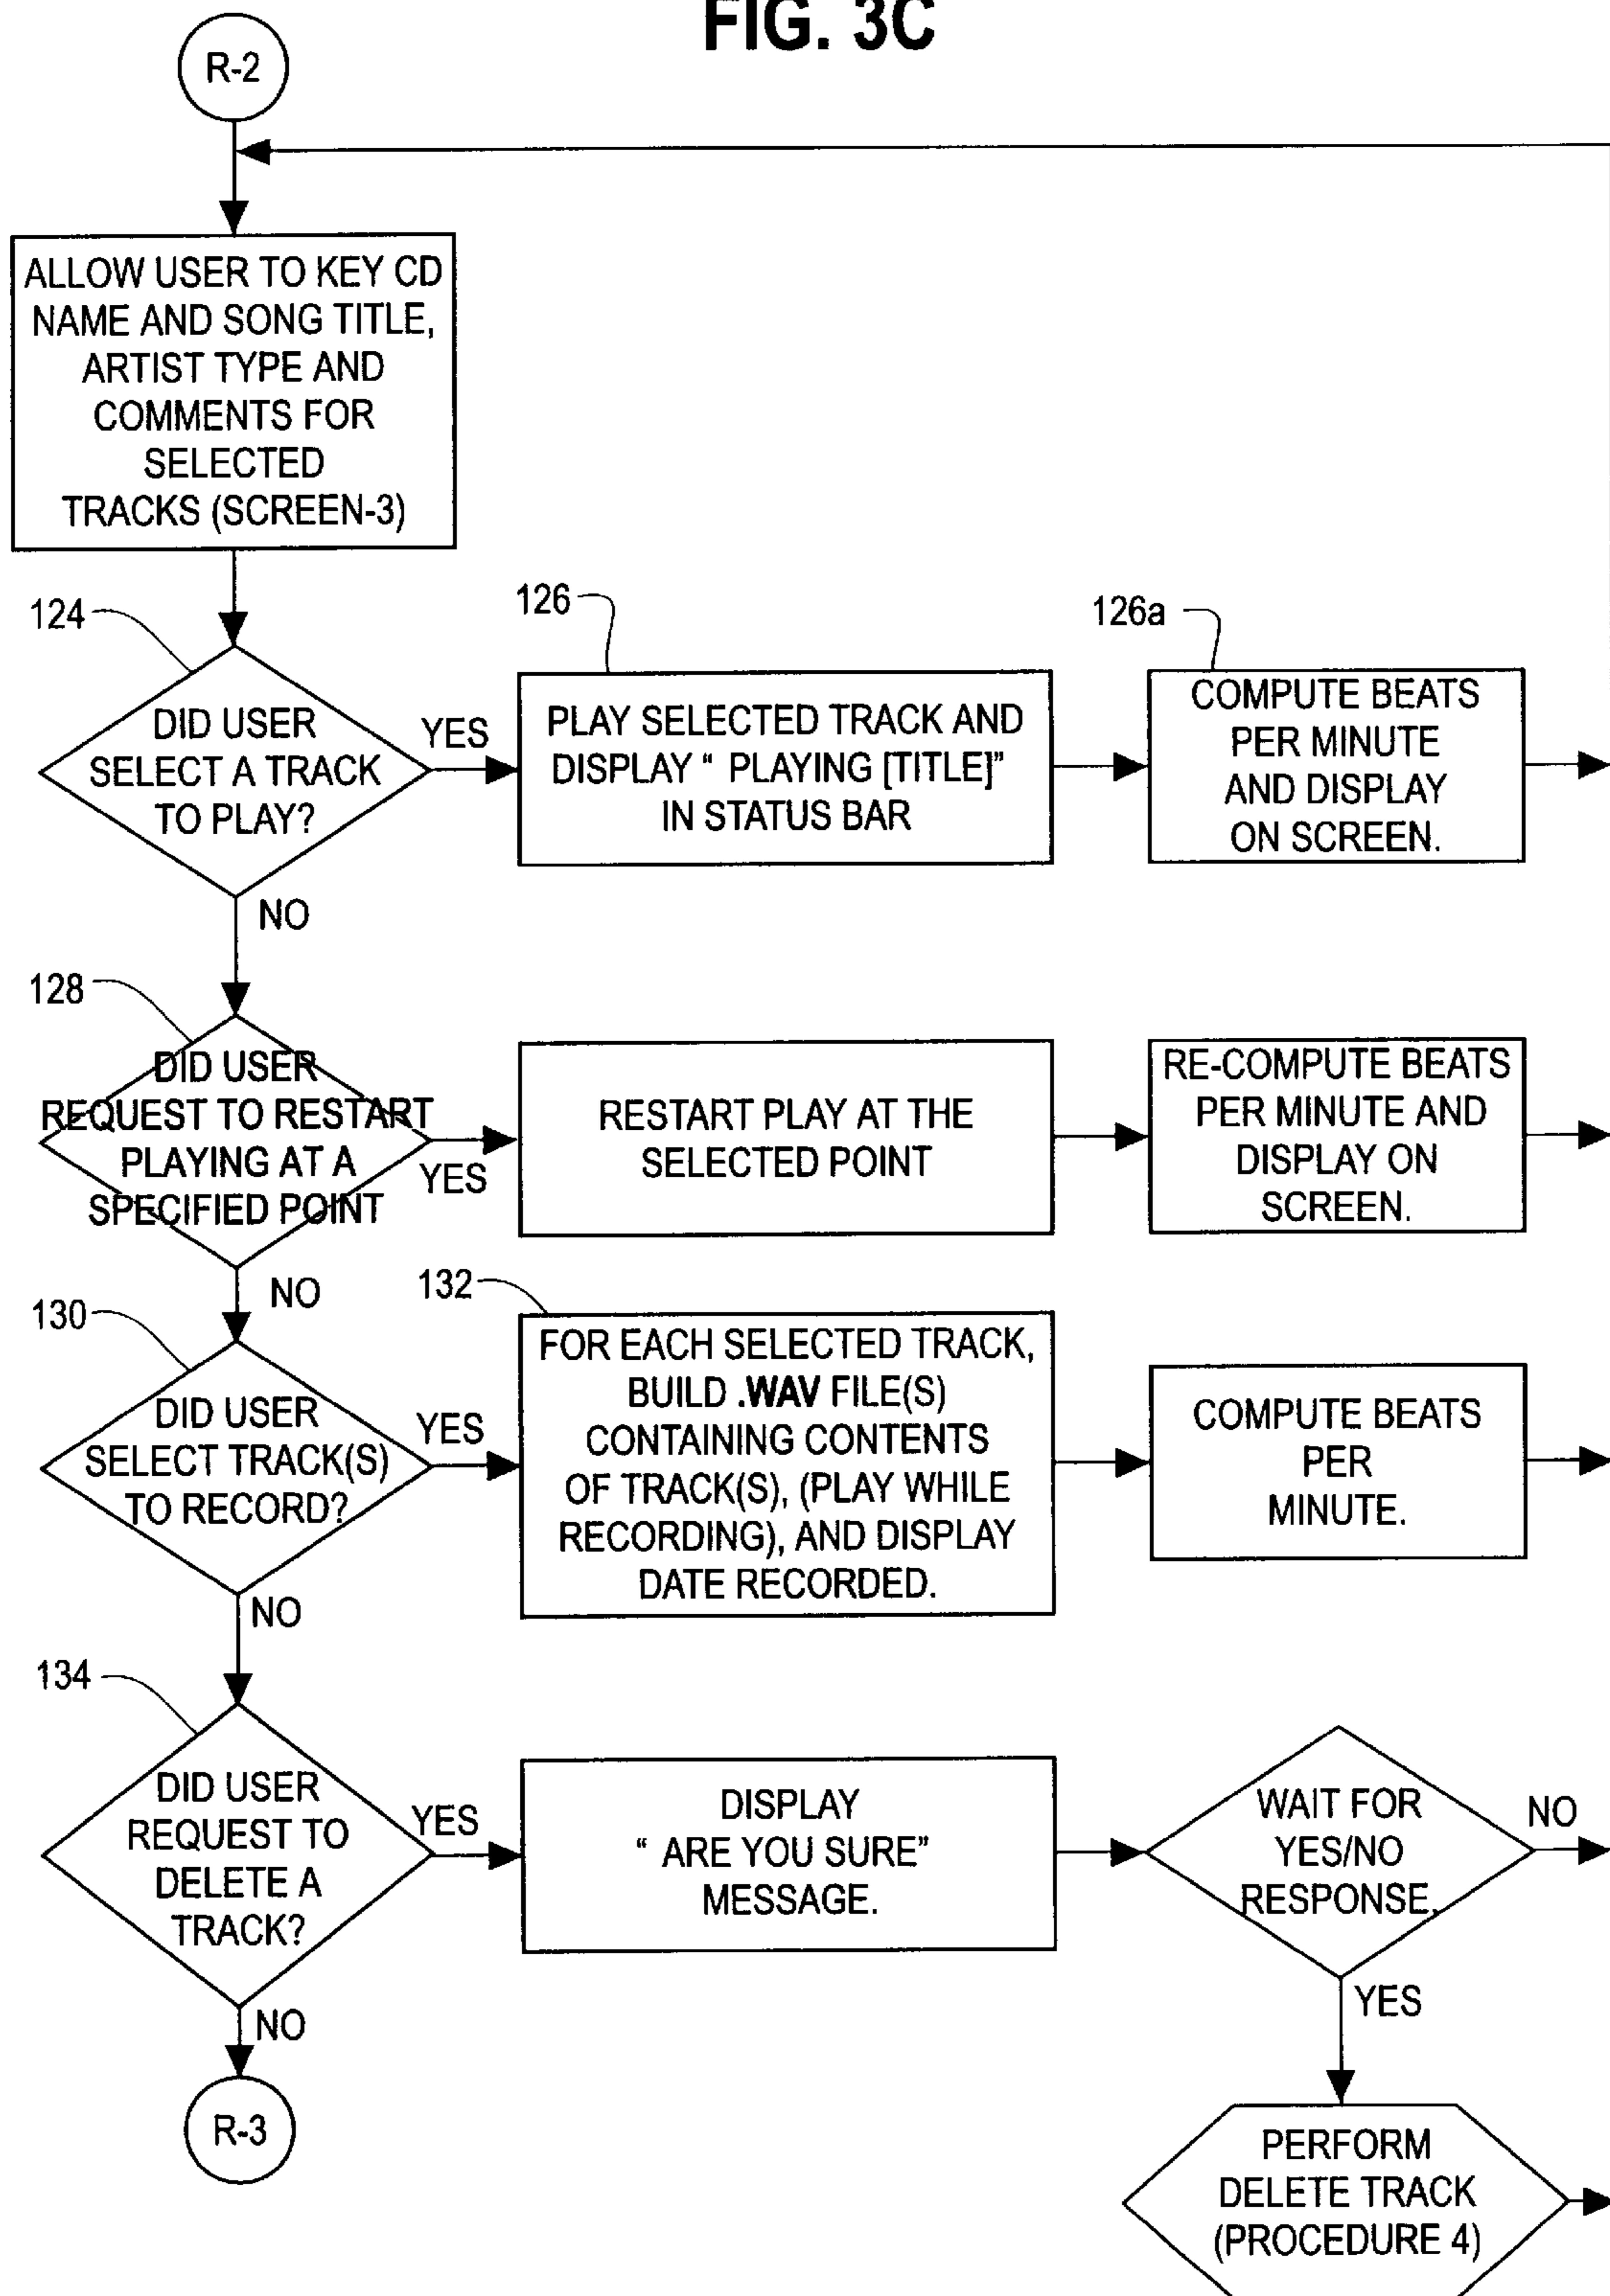 FIG. 3C
R-2
ALLOW USER TO KEY CD
NAME AND SONG TITLE,
ARTIST TYPE AND
COMMENTS FOR
SELECTED
TRACKS (SCREEN-3)
124
DID USER
SELECT A TRACK
TO PLAY?
YES
NO
126
PLAY SELECTED TRACK AND
DISPLAY “ PLAYING [TITLE]”
IN STATUS BAR
126a
COMPUTE BEATS
PER MINUTE
AND DISPLAY
ON SCREEN.
128
DID USER
REQUEST TO RESTART
PLAYING AT A
SPECIFIED POINT
YES
NO
RESTART PLAY AT THE
SELECTED POINT
RE-COMPUTE BEATS
PER MINUTE AND
DISPLAY ON
SCREEN.
130
DID USER
SELECT TRACK(S)
TO RECORD?
YES
NO
132
FOR EACH SELECTED TRACK,
BUILD .WAV FILE(S)
CONTAINING CONTENTS
OF TRACK(S), (PLAY WHILE
RECORDING), AND DISPLAY
DATE RECORDED.
COMPUTE BEATS
PER
MINUTE.
134
DID USER
REQUEST TO
DELETE A
TRACK?
YES
NO
DISPLAY
“ ARE YOU SURE”
MESSAGE.
WAIT FOR
YES/NO
RESPONSE.
NO
YES
R-3
PERFORM
DELETE TRACK
(PROCEDURE 4)